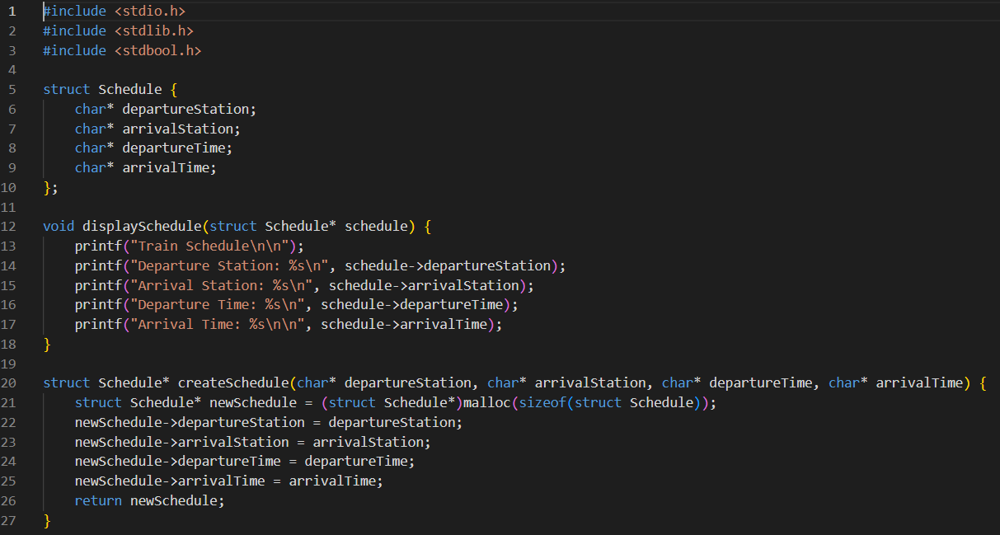 1 #include <stdio.h>
2 #include <stdlib.h>
3 #include <stdbool.h>
4
5 struct Schedule {
6     char* departureStation;
7     char* arrivalStation;
8     char* departureTime;
9     char* arrivalTime;
10 };
11
12 void displaySchedule(struct Schedule* schedule) {
13     printf("Train Schedule\n\n");
14     printf("Departure Station: %s\n", schedule->departureStation);
15     printf("Arrival Station: %s\n", schedule->arrivalStation);
16     printf("Departure Time: %s\n", schedule->departureTime);
17     printf("Arrival Time: %s\n\n", schedule->arrivalTime);
18 }
19
20 struct Schedule* createSchedule(char* departureStation, char* arrivalStation, char* departureTime, char* arrivalTime) {
21     struct Schedule* newSchedule = (struct Schedule*)malloc(sizeof(struct Schedule));
22     newSchedule->departureStation = departureStation;
23     newSchedule->arrivalStation = arrivalStation;
24     newSchedule->departureTime = departureTime;
25     newSchedule->arrivalTime = arrivalTime;
26     return newSchedule;
27 }